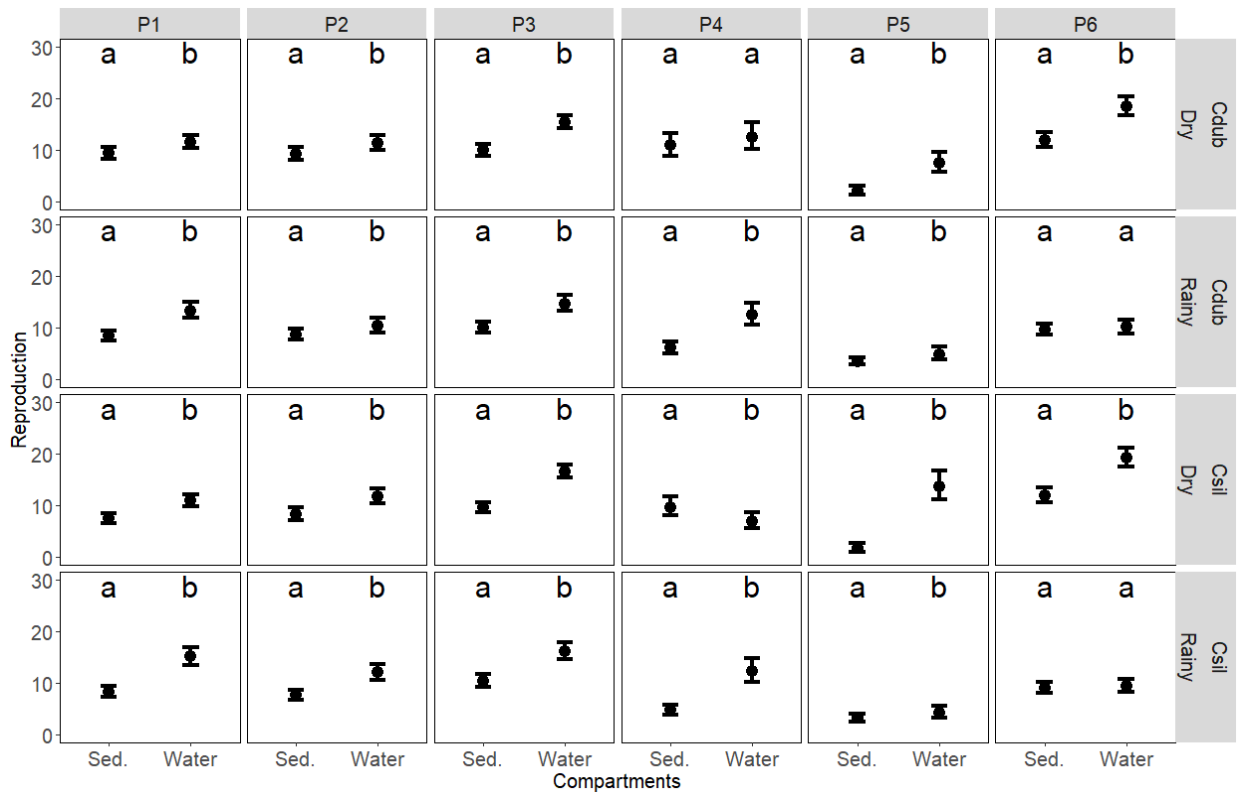 P1 P2 P3 P4 P5 P6
30 a b a b a b a a a b a b
20
10
0
Cdub
Dry
30 a b a b a b a b a b a a
20
10
0
Cdub
Rainy
30 a b a b a b a b a b a b
20
10
0
Csil
Dry
30 a b a b a b a b a b a a
20
10
0
Csil
Rainy
Reproduction
Sed. Water Sed. Water Sed. Water Sed. Water Sed. Water Sed. Water
Compartments